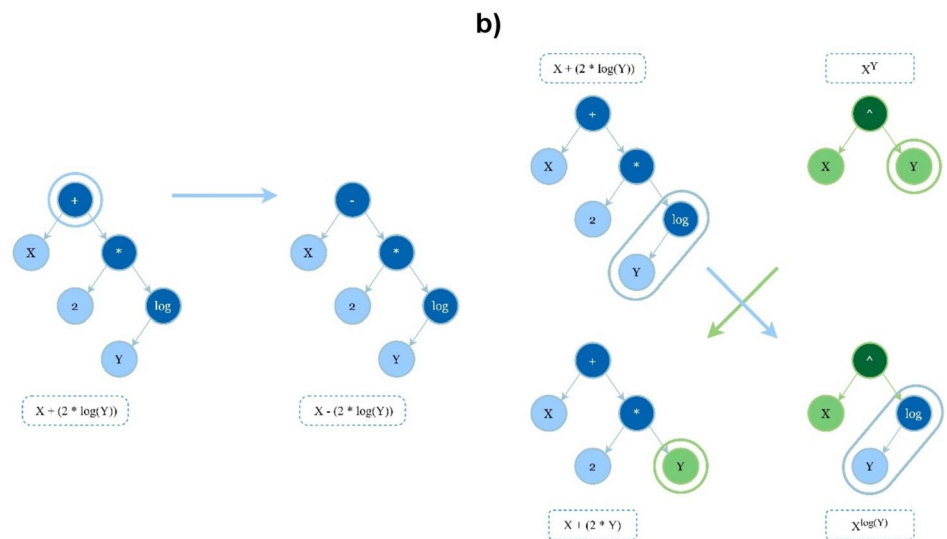 b)
X + (2 * log(Y))
X^Y
+
^
X
*
X
Y
2
log
Y
+
X
*
2
log
Y
X + (2 * log(Y))
-
X
*
2
log
Y
X - (2 * log(Y))
+
X
*
2
Y
X + (2 * Y)
^
X
log
Y
X^log(Y)